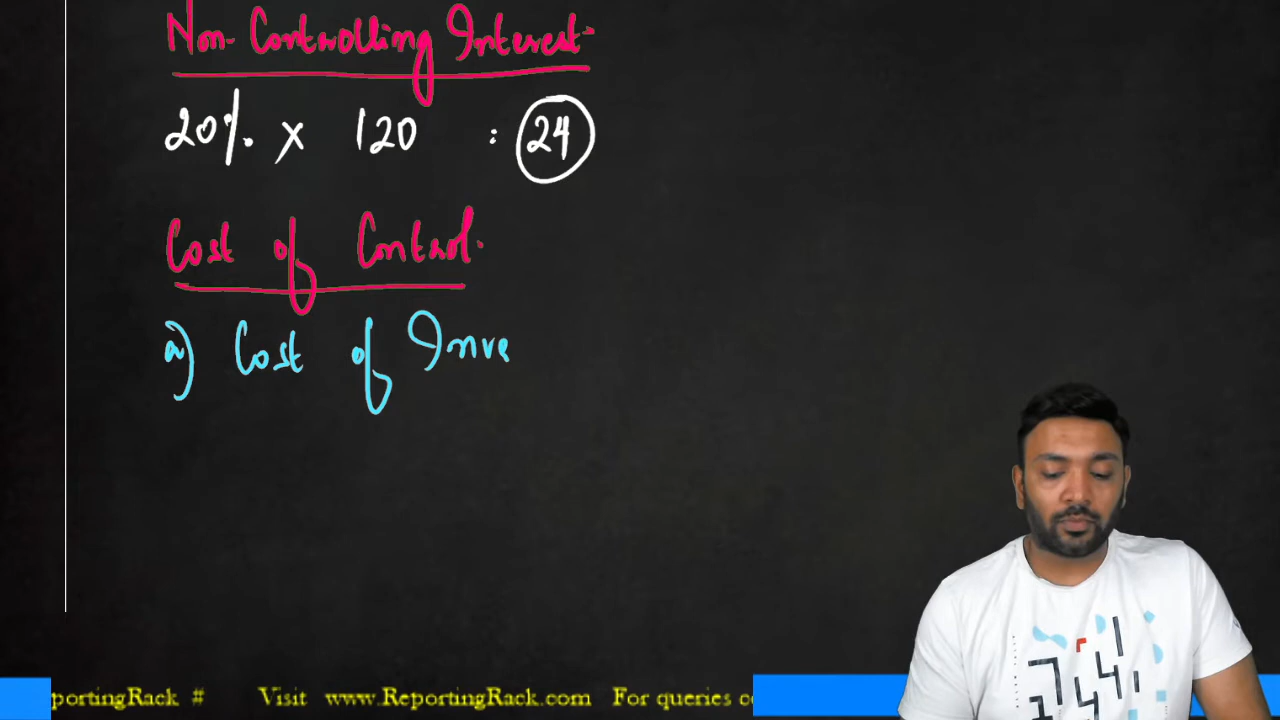 Non-Controlling Interest-
20% x 120 : 24
Cost of Control.
a) Cost of Inve
portingRack # Visit www.ReportingRack.com For queries co